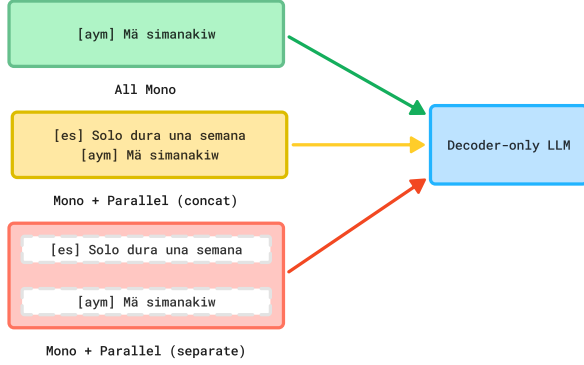 [aym] Mä simanakiw
All Mono
[es] Solo dura una semana
[aym] Mä simanakiw
Mono + Parallel (concat)
[es] Solo dura una semana
[aym] Mä simanakiw
Mono + Parallel (separate)
Decoder-only LLM